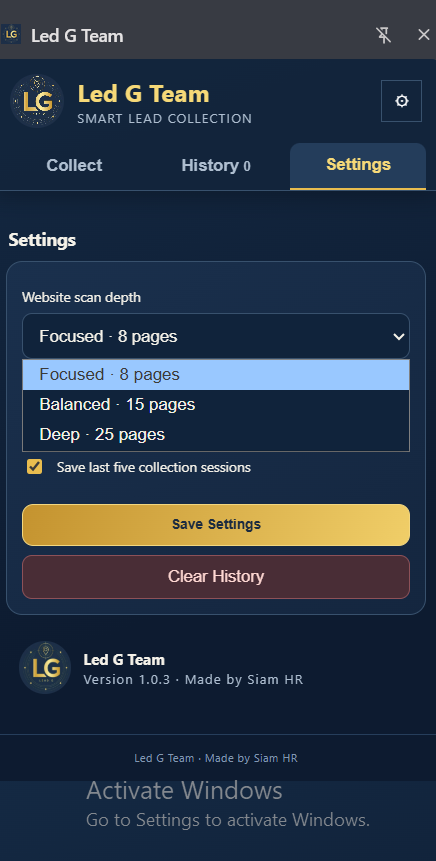 LG
Led G Team
LG
Led G Team
SMART LEAD COLLECTION
Collect
History 0
Settings
Settings
Website scan depth
Focused · 8 pages
Focused · 8 pages
Balanced · 15 pages
Deep · 25 pages
Save last five collection sessions
Save Settings
Clear History
LG
Led G Team
Version 1.0.3 · Made by Siam HR
Led G Team · Made by Siam HR
Activate Windows
Go to Settings to activate Windows.